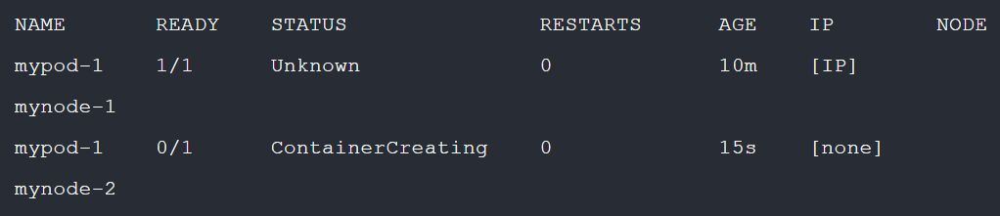 NAME READY STATUS RESTARTS AGE IP NODE
mypod-1 1/1 Unknown 0 10m [IP]
mynode-1
mypod-1 0/1 ContainerCreating 0 15s [none]
mynode-2